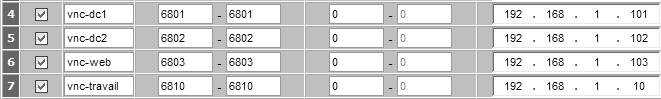 4 vnc-dc1 6801 - 6801 0 - 0 192 . 168 . 1 . 101
5 vnc-dc2 6802 - 6802 0 - 0 192 . 168 . 1 . 102
6 vnc-web 6803 - 6803 0 - 0 192 . 168 . 1 . 103
7 vnc-travail 6810 - 6810 0 - 0 192 . 168 . 1 . 10